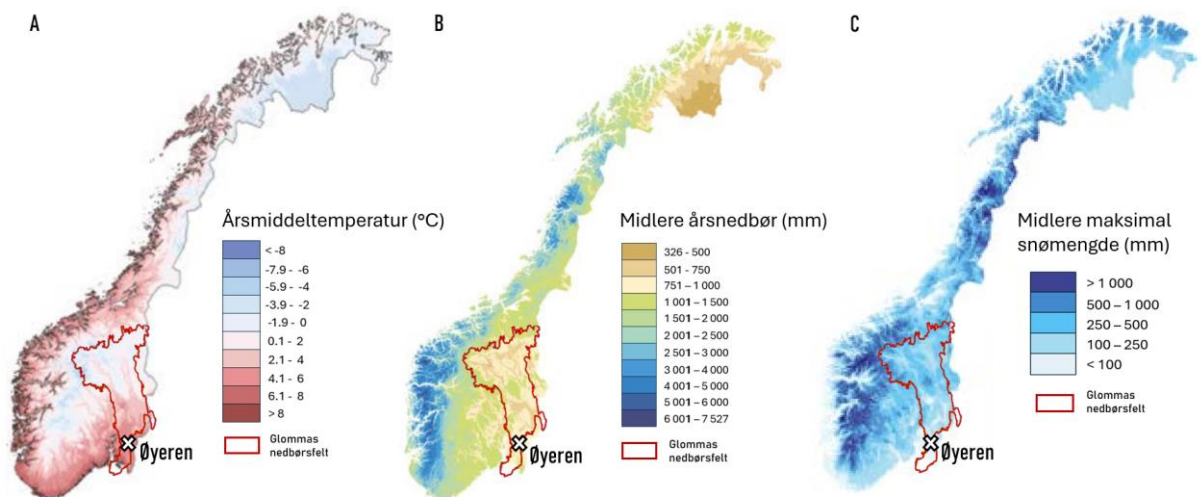 A
Årsmiddeltemperatur (°C)
< -8
-7.9 - -6
-5.9 - -4
-3.9 - -2
-1.9 - 0
0.1 - 2
2.1 - 4
4.1 - 6
6.1 - 8
> 8
Glommas
nedbørsfelt
Øyeren
B
Midlere årsnedbør (mm)
326 - 500
501 - 750
751 – 1 000
1 001 – 1 500
1 501 – 2 000
2 001 – 2 500
2 501 – 3 000
3 001 – 4 000
4 001 – 5 000
5 001 – 6 000
6 001 – 7 527
Glommas
nedbørsfelt
Øyeren
C
Midlere maksimal
snømengde (mm)
> 1 000
500 – 1 000
250 – 500
100 – 250
< 100
Glommas
nedbørsfelt
Øyeren